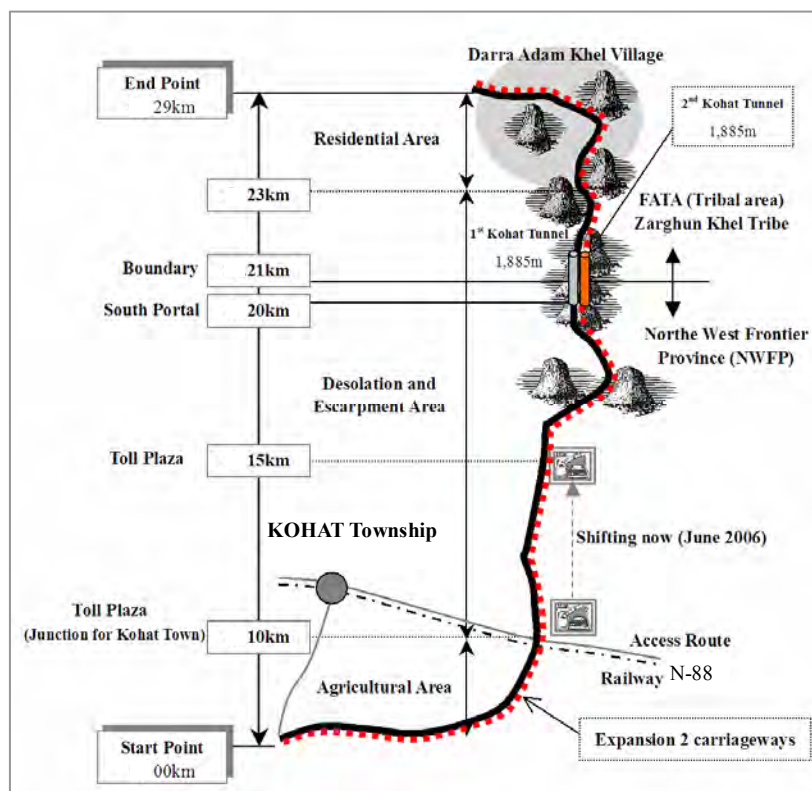 Darra Adam Khel Village
End Point
29km
2nd Kohat Tunnel
1,885m
Residential Area
23km
FATA (Tribal area)
Zarghun Khel Tribe
1st Kohat Tunnel
1,885m
Boundary
21km
South Portal
20km
Northe West Frontier
Province (NWFP)
Desolation and
Escarpment Area
Toll Plaza
15km
KOHAT Township
Shifting now (June 2006)
Toll Plaza
(Junction for Kohat Town)
10km
Access Route
Railway N-88
Agricultural Area
Start Point
00km
Expansion 2 carriageways